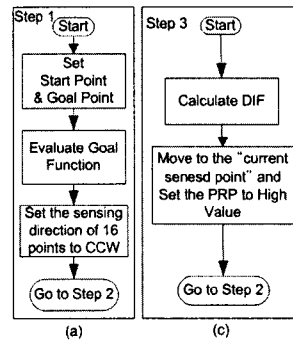 Step 1
Start
Set
Start Point
& Goal Point
Evaluate Goal
Function
Set the sensing
direction of 16
points to CCW
Go to Step 2
(a)
Step 3
Start
Calculate DIF
Move to the “current
senesd point” and
Set the PRP to High
Value
Go to Step 2
(c)